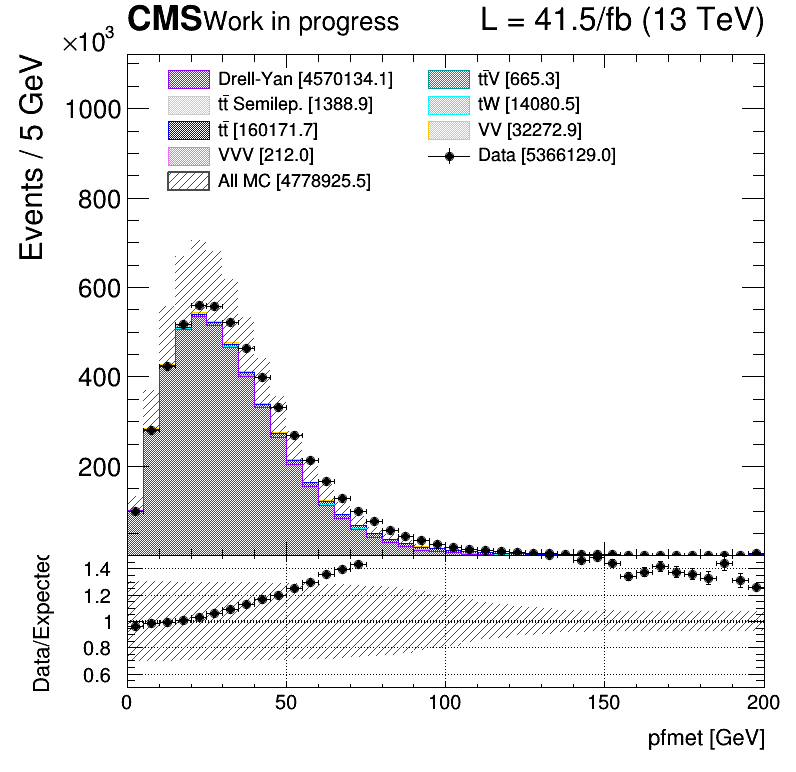 CMS Work in progress L = 41.5/fb (13 TeV)
×10³
Events / 5 GeV
Drell-Yan [4570134.1]
tt̄ Semilep. [1388.9]
tt̄ [160171.7]
VVV [212.0]
All MC [4778925.5]
tt̄V [665.3]
tW [14080.5]
VV [32272.9]
Data [5366129.0]
1000
800
600
400
200
Data/Expected
1.4
1.2
1
0.8
0.6
0 50 100 150 200
pfmet [GeV]